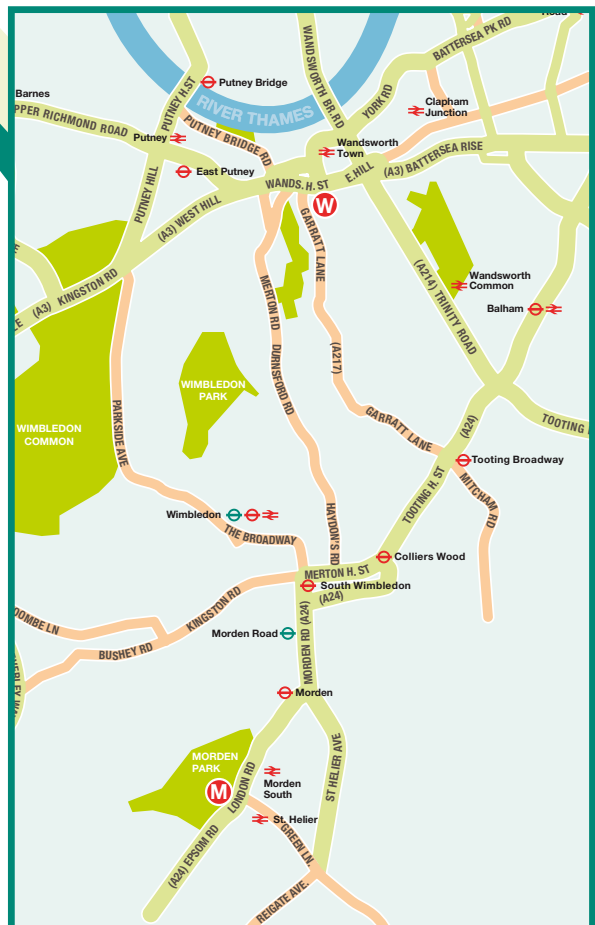 Road
BATTERSEA PK RD
WANDSWORTH BR. RD
PUTNEY H.ST
Putney Bridge
YORK RD
Barnes
RIVER THAMES
Clapham
Junction
PPER RICHMOND ROAD
Putney
PUTNEY BRIDGE RD
Wandsworth
Town
East Putney
E.HILL
(A3) BATTERSEA RISE
WANDS. H. ST
PUTNEY HILL
(A3) WEST HILL
W
GARRATT LANE
(A214) TRINITY ROAD
Wandsworth
Common
(A3) KINGSTON RD
MERTON RD
Balham
(A217)
DURNSFORD RD
WIMBLEDON
PARK
PARKSIDE AVE
GARRATT LANE
(A24)
TOOTING
WIMBLEDON
COMMON
Tooting Broadway
TOOTING H. ST
MITCHAM RD
Wimbledon
THE BROADWAY
HAYDON'S RD
Colliers Wood
MERTON H. ST
South Wimbledon
(A24)
KINGSTON RD
OOMBE LN
MORDEN RD (A24)
Morden Road
BUSHEY RD
Morden
MORDEN
PARK
LONDON RD
ST HELIER AVE
M
Morden
South
St. Helier
(A24) EPSOM RD
GREEN LN.
REIGATE AVE.